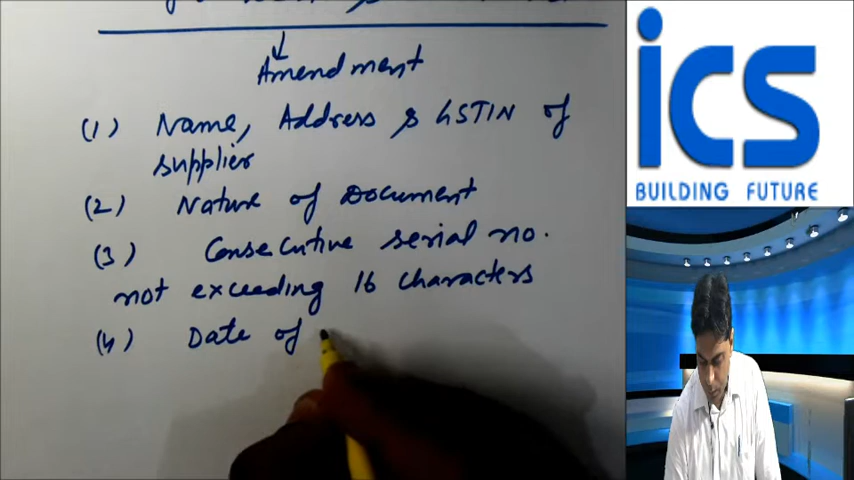 Amendment
(1) Name, Address & GSTIN of
supplier
(2) Nature of Document
(3) Consecutive serial no.
not exceeding 16 characters
(4) Date of
iCS
BUILDING FUTURE